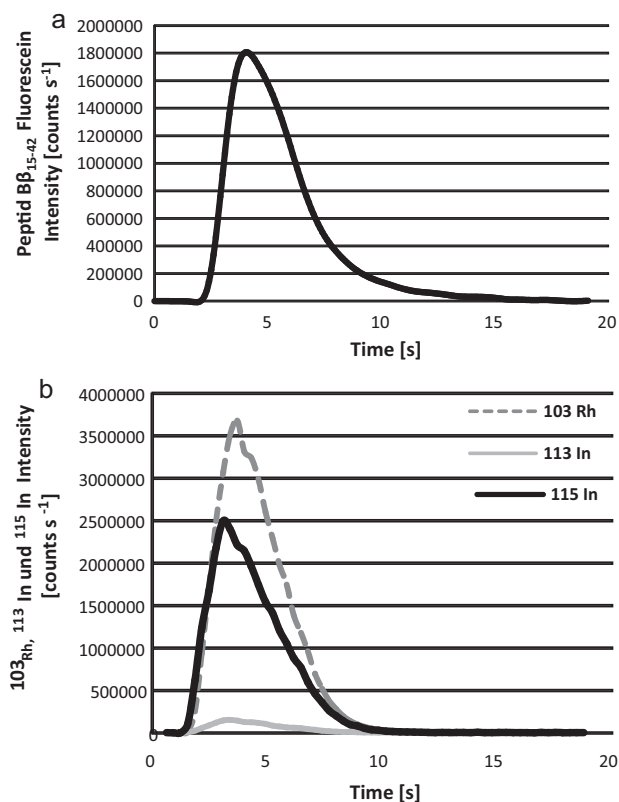 a
Peptid Bβ15-42 Fluorescein
Intensity [counts s-1]
2000000
1800000
1600000
1400000
1200000
1000000
800000
600000
400000
200000
0
0 5 10 15 20
Time [s]
b
103Rh, 113 In und 115 In Intensity
[counts s -1]
4000000
3500000
3000000
2500000
2000000
1500000
1000000
500000
0
103 Rh
113 In
115 In
0 5 10 15 20
Time [s]